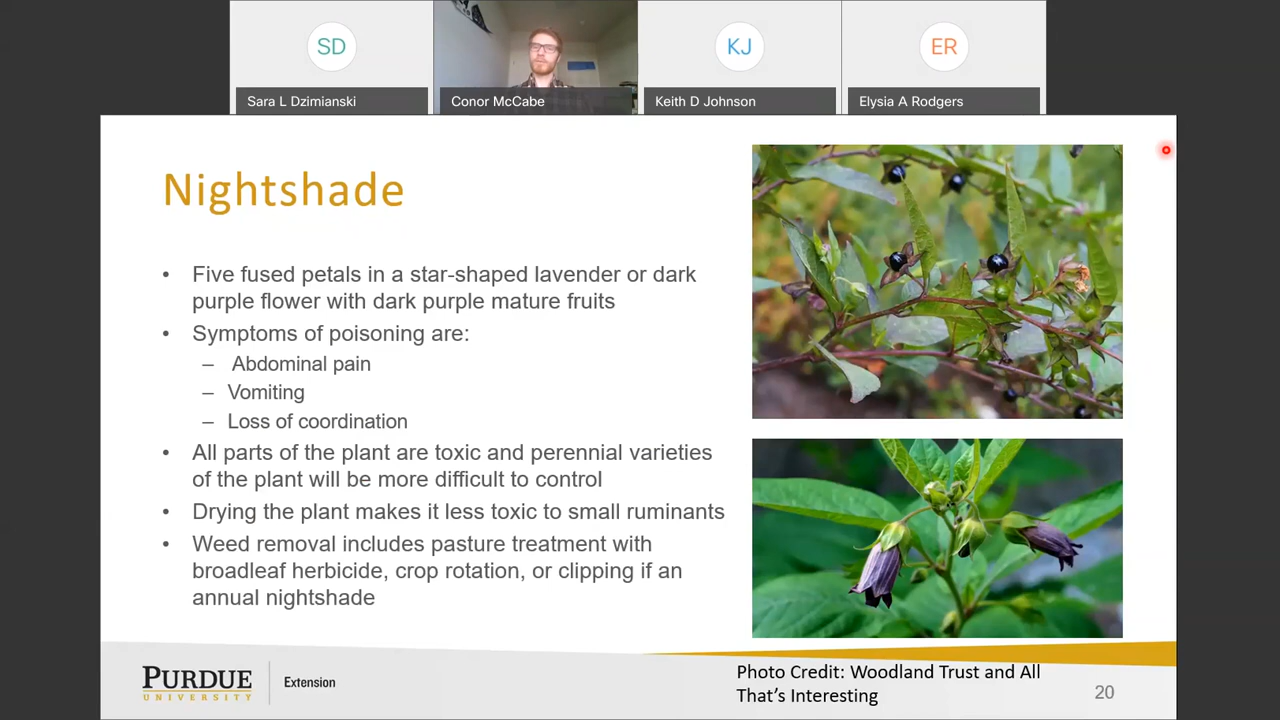 SD
KJ
ER
Sara L Dzimianski
Conor McCabe
Keith D Johnson
Elysia A Rodgers
Nightshade
• Five fused petals in a star-shaped lavender or dark
purple flower with dark purple mature fruits
• Symptoms of poisoning are:
– Abdominal pain
– Vomiting
– Loss of coordination
• All parts of the plant are toxic and perennial varieties
of the plant will be more difficult to control
• Drying the plant makes it less toxic to small ruminants
• Weed removal includes pasture treatment with
broadleaf herbicide, crop rotation, or clipping if an
annual nightshade
PURDUE
UNIVERSITY
Extension
Photo Credit: Woodland Trust and All
That’s Interesting
20